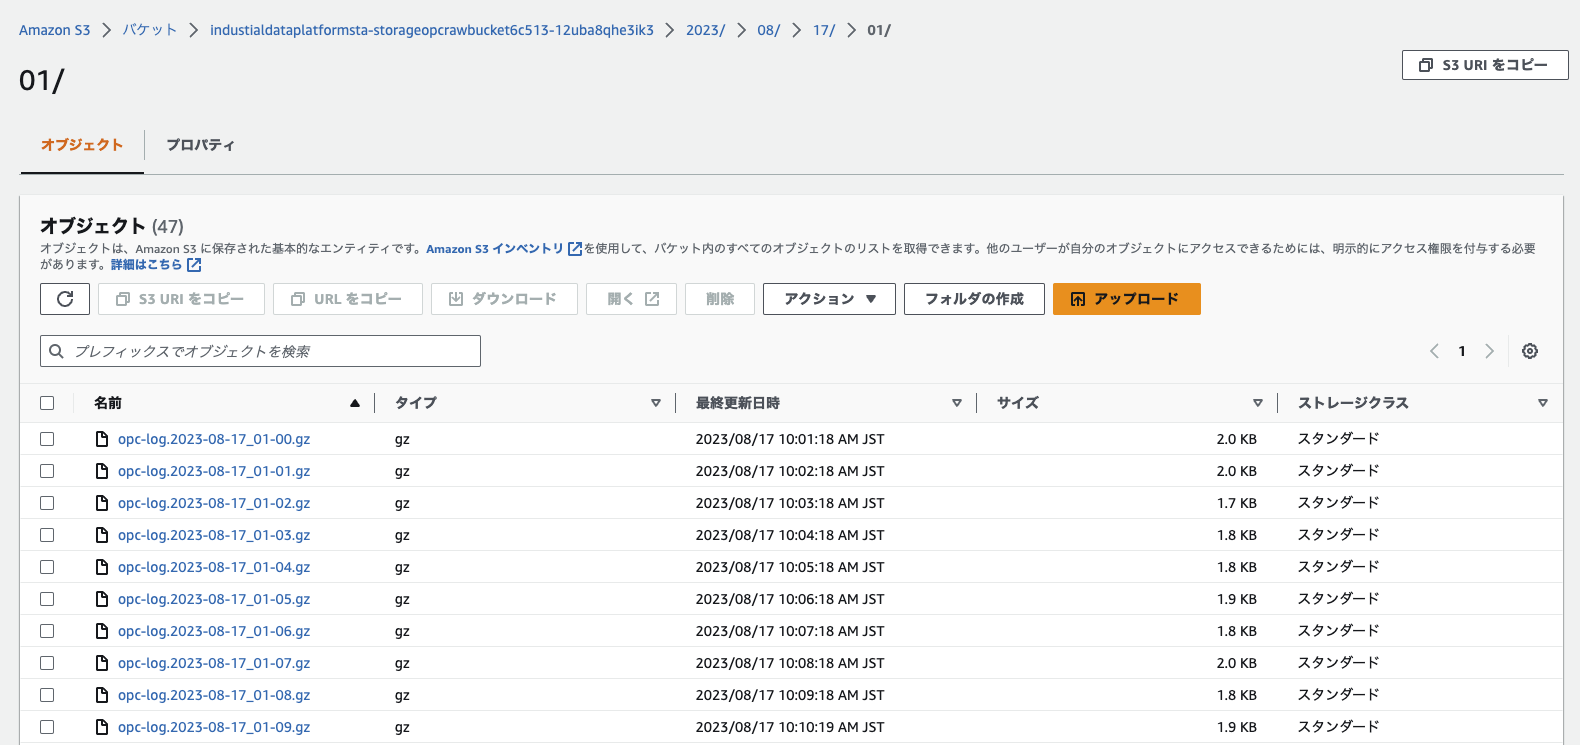 Amazon S3 > バケット > industialdataplatformsta-storageopcrawbucket6c513-12uba8qhe3ik3 > 2023/ > 08/ > 17/ > 01/
01/
S3 URI をコピー
オブジェクト プロパティ
オブジェクト (47)
オブジェクトは、Amazon S3 に保存された基本的なエンティティです。Amazon S3 インベントリ を使用して、バケット内のすべてのオブジェクトのリストを取得できます。他のユーザーが自分のオブジェクトにアクセスできるためには、明示的にアクセス権限を付与する必要
があります。詳細はこちら
S3 URI をコピー URL をコピー ダウンロード 開く 削除 アクション ▼ フォルダの作成 アップロード
プレフィックスでオブジェクトを検索
1
名前 ▲ タイプ ▽ 最終更新日時 ▽ サイズ ▽ ストレージクラス ▽
opc-log.2023-08-17_01-00.gz gz 2023/08/17 10:01:18 AM JST 2.0 KB スタンダード
opc-log.2023-08-17_01-01.gz gz 2023/08/17 10:02:18 AM JST 2.0 KB スタンダード
opc-log.2023-08-17_01-02.gz gz 2023/08/17 10:03:18 AM JST 1.7 KB スタンダード
opc-log.2023-08-17_01-03.gz gz 2023/08/17 10:04:18 AM JST 1.8 KB スタンダード
opc-log.2023-08-17_01-04.gz gz 2023/08/17 10:05:18 AM JST 1.8 KB スタンダード
opc-log.2023-08-17_01-05.gz gz 2023/08/17 10:06:18 AM JST 1.9 KB スタンダード
opc-log.2023-08-17_01-06.gz gz 2023/08/17 10:07:18 AM JST 1.8 KB スタンダード
opc-log.2023-08-17_01-07.gz gz 2023/08/17 10:08:18 AM JST 2.0 KB スタンダード
opc-log.2023-08-17_01-08.gz gz 2023/08/17 10:09:18 AM JST 1.8 KB スタンダード
opc-log.2023-08-17_01-09.gz gz 2023/08/17 10:10:19 AM JST 1.9 KB スタンダード